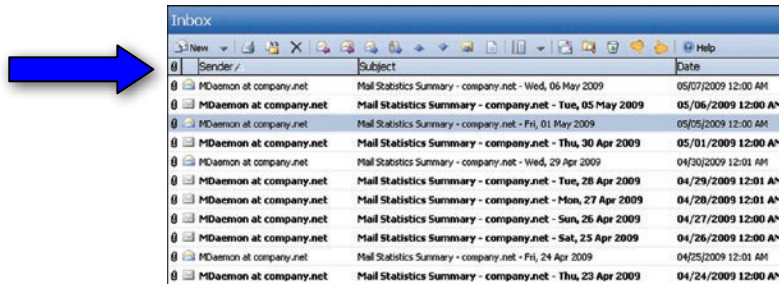 Inbox
New Help
Sender Subject Date
MDaemon at company.net Mail Statistics Summary - company.net - Wed, 06 May 2009 05/07/2009 12:00 AM
MDaemon at company.net Mail Statistics Summary - company.net - Tue, 05 May 2009 05/06/2009 12:00 AM
MDaemon at company.net Mail Statistics Summary - company.net - Fri, 01 May 2009 05/05/2009 12:00 AM
MDaemon at company.net Mail Statistics Summary - company.net - Thu, 30 Apr 2009 05/01/2009 12:00 AM
MDaemon at company.net Mail Statistics Summary - company.net - Wed, 29 Apr 2009 04/30/2009 12:01 AM
MDaemon at company.net Mail Statistics Summary - company.net - Tue, 28 Apr 2009 04/29/2009 12:01 AM
MDaemon at company.net Mail Statistics Summary - company.net - Mon, 27 Apr 2009 04/28/2009 12:01 AM
MDaemon at company.net Mail Statistics Summary - company.net - Sun, 26 Apr 2009 04/27/2009 12:00 AM
MDaemon at company.net Mail Statistics Summary - company.net - Sat, 25 Apr 2009 04/26/2009 12:00 AM
MDaemon at company.net Mail Statistics Summary - company.net - Fri, 24 Apr 2009 04/25/2009 12:01 AM
MDaemon at company.net Mail Statistics Summary - company.net - Thu, 23 Apr 2009 04/24/2009 12:00 AM